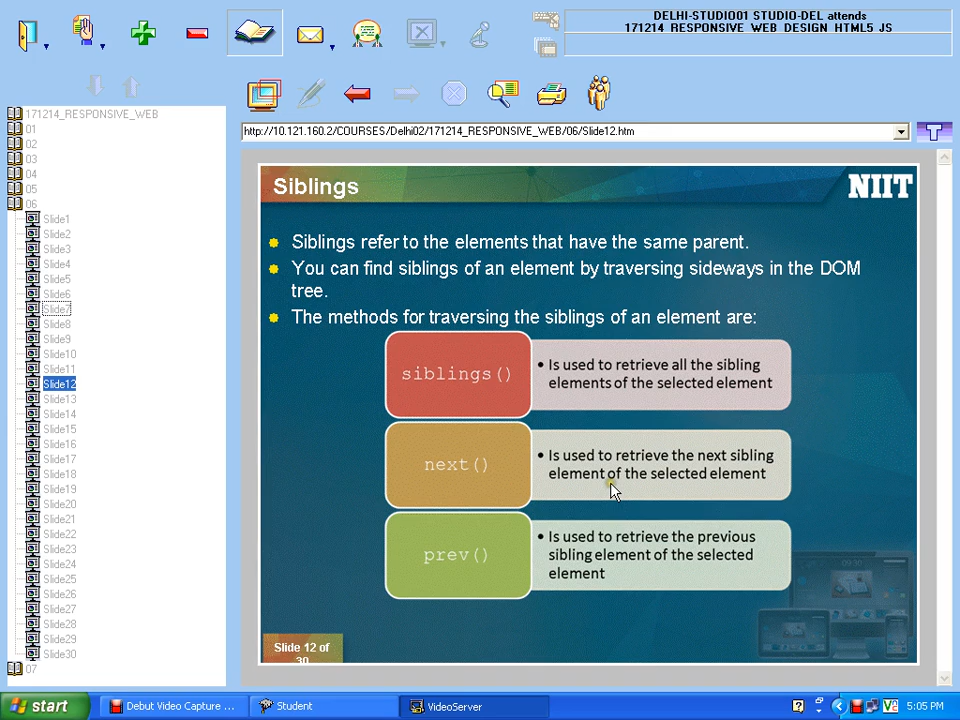 DELHI-STUDIO01 STUDIO-DEL attends
171214_RESPONSIVE_WEB_DESIGN_HTML5_JS
http://10.121.160.2/COURSES/Delhi02/171214_RESPONSIVE_WEB/06/Slide12.htm
T
171214_RESPONSIVE_WEB
01
02
03
04
05
06
Slide1
Slide2
Slide3
Slide4
Slide5
Slide6
Slide7
Slide8
Slide9
Slide10
Slide11
Slide12
Slide13
Slide14
Slide15
Slide16
Slide17
Slide18
Slide19
Slide20
Slide21
Slide22
Slide23
Slide24
Slide25
Slide26
Slide27
Slide28
Slide29
Slide30
07
Siblings
NIIT
Siblings refer to the elements that have the same parent.
You can find siblings of an element by traversing sideways in the DOM
tree.
The methods for traversing the siblings of an element are:
siblings()
• Is used to retrieve all the sibling
elements of the selected element
next()
• Is used to retrieve the next sibling
element of the selected element
prev()
• Is used to retrieve the previous
sibling element of the selected
element
09:30
Slide 12 of
30
start
Debut Video Capture ...
Student
VideoServer
5:05 PM